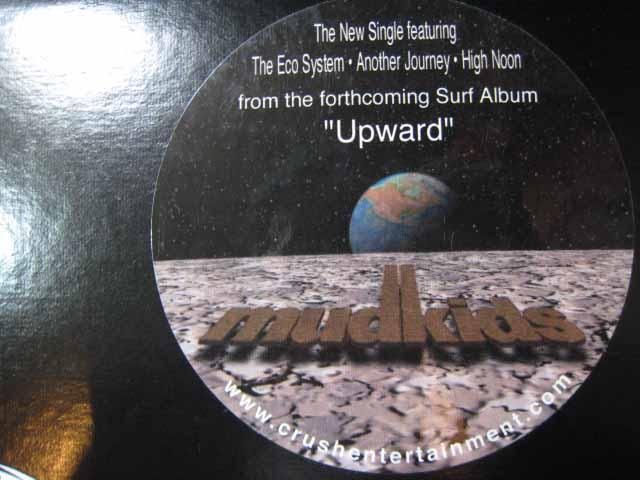 The New Single featuring
The Eco System • Another Journey • High Noon
from the forthcoming Surf Album
"Upward"
mudkids
www.crushentertainment.com